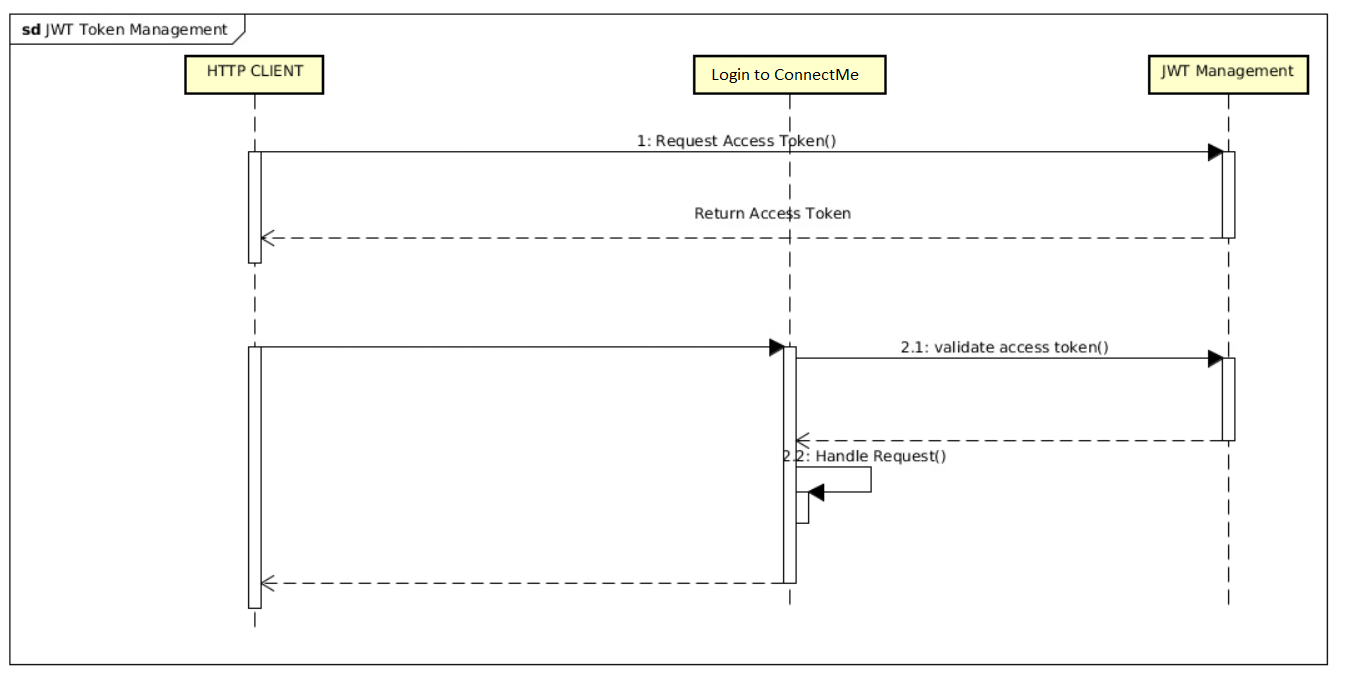 sd JWT Token Management
HTTP CLIENT
Login to ConnectMe
JWT Management
1: Request Access Token()
Return Access Token
2.1: validate access token()
2.2: Handle Request()